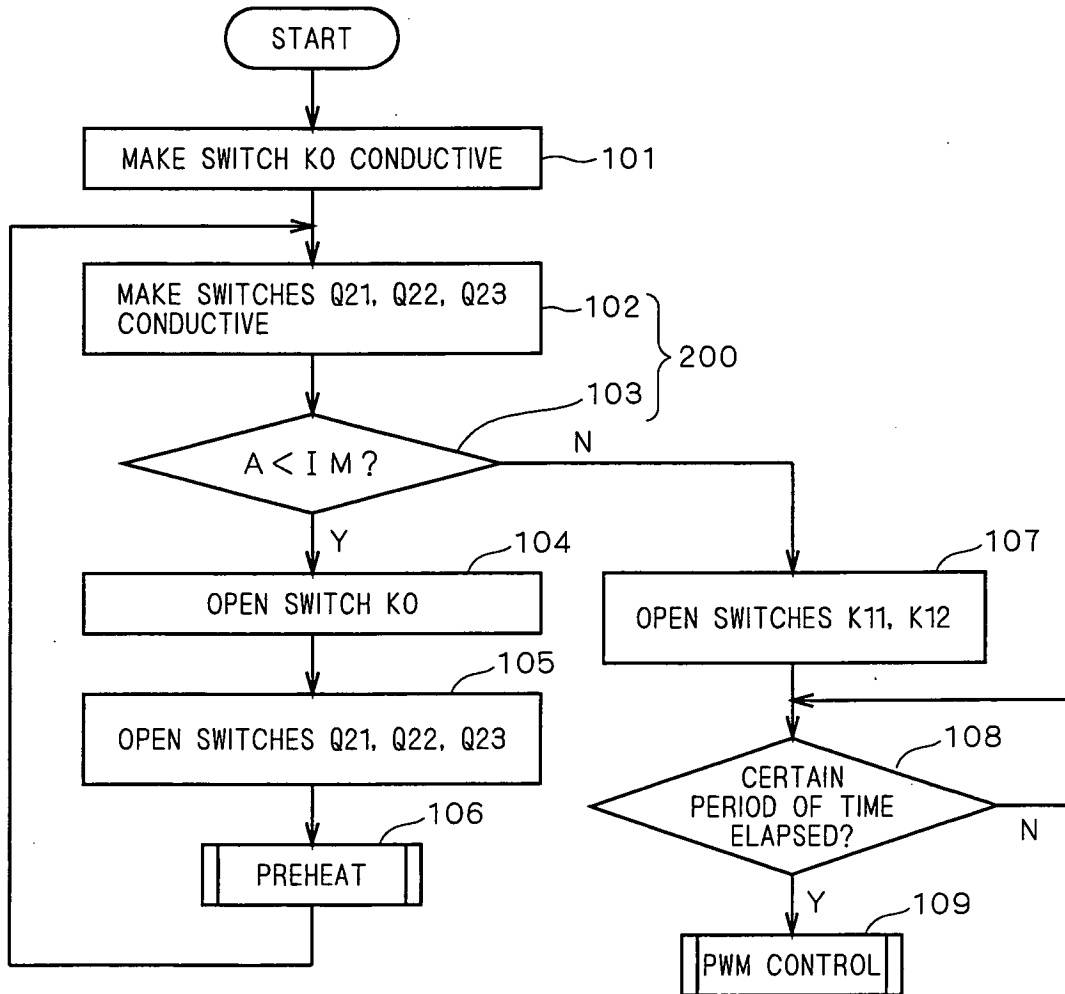 START
MAKE SWITCH K0 CONDUCTIVE
101
MAKE SWITCHES Q21, Q22, Q23
CONDUCTIVE
102
200
103
A < I M ?
N
Y
104
OPEN SWITCH K0
105
OPEN SWITCHES Q21, Q22, Q23
106
PREHEAT
107
OPEN SWITCHES K11, K12
108
CERTAIN
PERIOD OF TIME
ELAPSED?
N
Y
109
PWM CONTROL